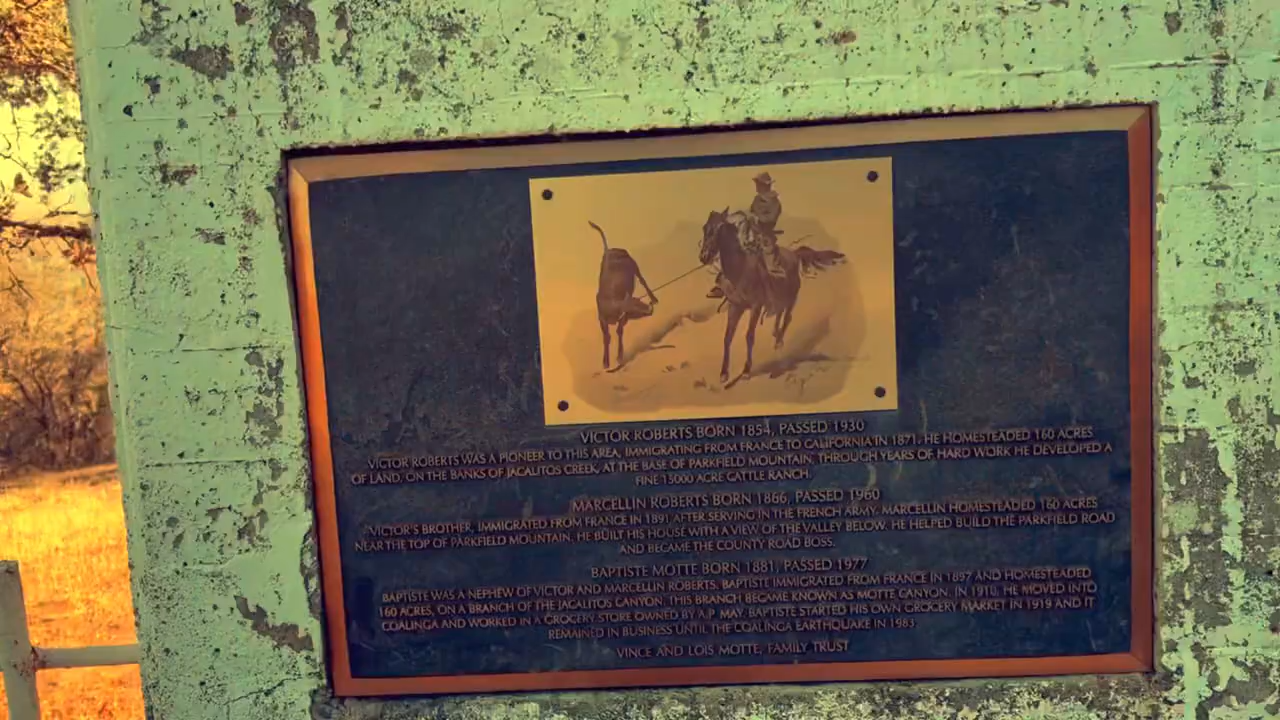 VICTOR ROBERTS BORN 1854, PASSED 1930
VICTOR ROBERTS WAS A PIONEER TO THIS AREA, IMMIGRATING FROM FRANCE TO CALIFORNIA IN 1871. HE HOMESTEADED 160 ACRES
OF LAND, ON THE BANKS OF JACALITOS CREEK, AT THE BASE OF PARKFIELD MOUNTAIN. THROUGH YEARS OF HARD WORK HE DEVELOPED A
FINE 15000 ACRE CATTLE RANCH.
MARCELLIN ROBERTS BORN 1866, PASSED 1960
VICTOR'S BROTHER, IMMIGRATED FROM FRANCE IN 1891 AFTER SERVING IN THE FRENCH ARMY. MARCELLIN HOMESTEADED 160 ACRES
NEAR THE TOP OF PARKFIELD MOUNTAIN. HE BUILT HIS HOUSE WITH A VIEW OF THE VALLEY BELOW. HE HELPED BUILD THE PARKFIELD ROAD
AND BECAME THE COUNTY ROAD BOSS.
BAPTISTE MOTTE BORN 1881, PASSED 1977
BAPTISTE WAS A NEPHEW OF VICTOR AND MARCELLIN ROBERTS. BAPTISTE IMMIGRATED FROM FRANCE IN 1897 AND HOMESTEADED
160 ACRES, ON A BRANCH OF THE JACALITOS CANYON. THIS BRANCH BECAME KNOWN AS MOTTE CANYON. IN 1910, HE MOVED INTO
COALINGA AND WORKED IN A GROCERY STORE OWNED BY A.P MAY. BAPTISTE STARTED HIS OWN GROCERY MARKET IN 1919 AND IT
REMAINED IN BUSINESS UNTIL THE COALINGA EARTHQUAKE IN 1983
VINCE AND LOIS MOTTE, FAMILY TRUST